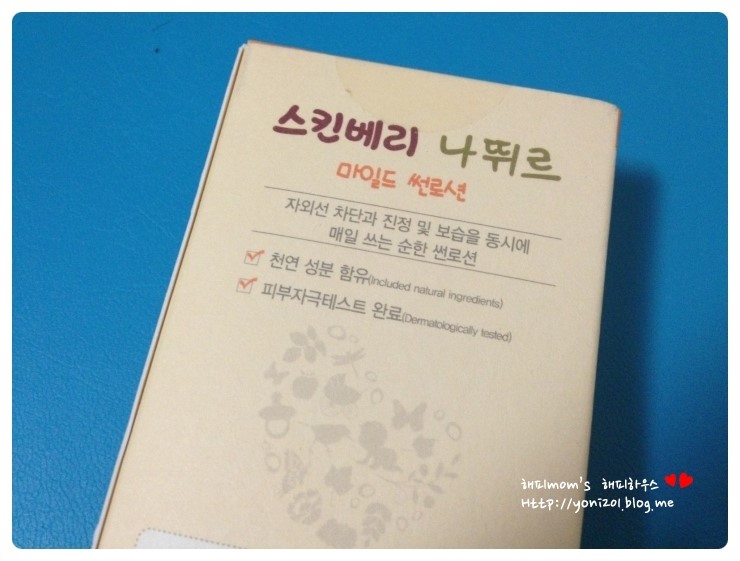 스킨베리 나뛰르
마일드 썬로션
자외선 차단과 진정 및 보습을 동시에
매일 쓰는 순한 썬로션
천연 성분 함유(included natural ingredients)
피부자극테스트 완료(Dermatologically tested)
해피mom's 해피하우스
Http://yoni201.blog.me